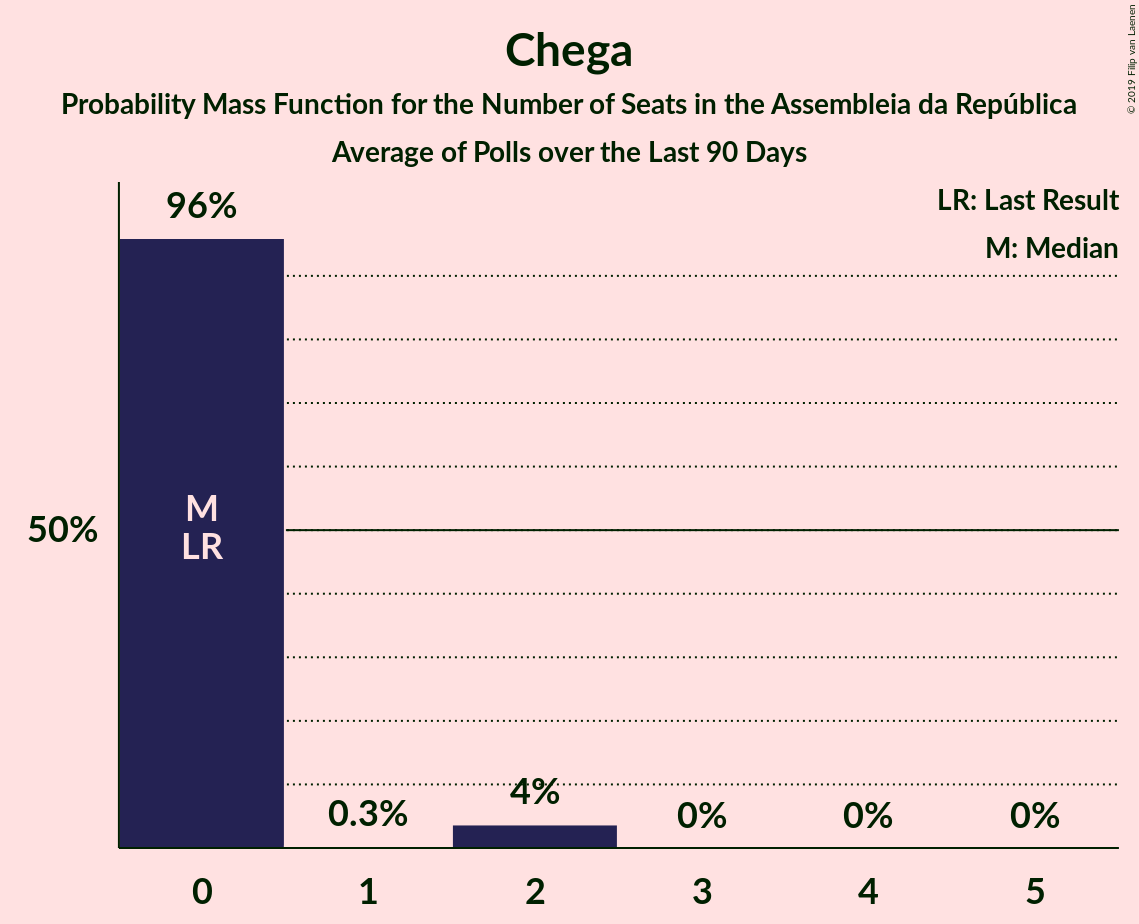 Chega
Probability Mass Function for the Number of Seats in the Assembleia da República
Average of Polls over the Last 90 Days
© 2019 Filip van Laenen
LR: Last Result
M: Median
96%
M
LR
50%
0.3%
4%
0%
0%
0%
0
1
2
3
4
5